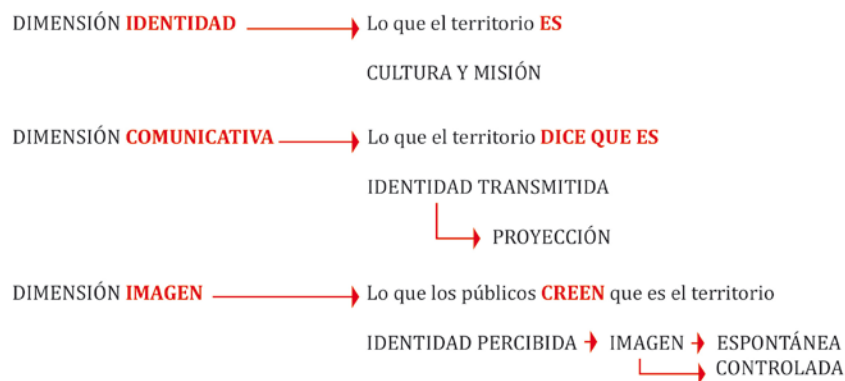 DIMENSIÓN IDENTIDAD Lo que el territorio ES
CULTURA Y MISIÓN
DIMENSIÓN COMUNICATIVA Lo que el territorio DICE QUE ES
IDENTIDAD TRANSMITIDA
PROYECCIÓN
DIMENSIÓN IMAGEN Lo que los públicos CREEN que es el territorio
IDENTIDAD PERCIBIDA IMAGEN ESPONTÁNEA
CONTROLADA